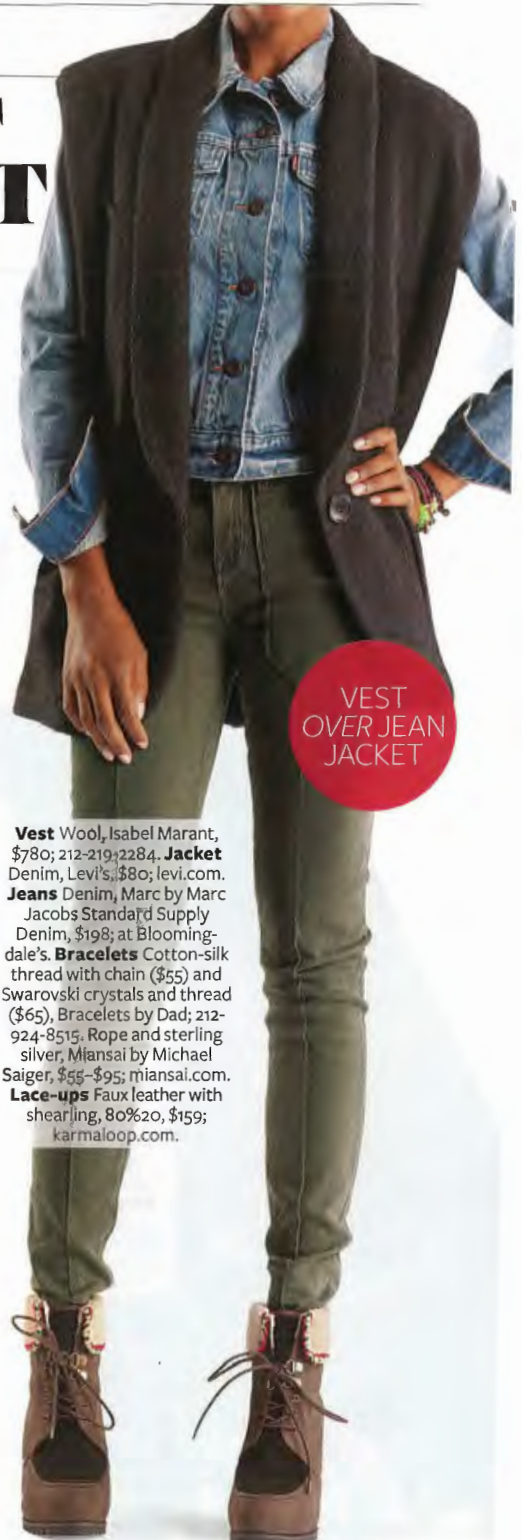 T
VEST
OVER JEAN
JACKET
Vest Wool, Isabel Marant,
$780; 212-219-2284. Jacket
Denim, Levi's, $80; levi.com.
Jeans Denim, Marc by Marc
Jacobs Standard Supply
Denim, $198; at Blooming-
dale's. Bracelets Cotton-silk
thread with chain ($55) and
Swarovski crystals and thread
($65), Bracelets by Dad; 212-
924-8515. Rope and sterling
silver, Miansai by Michael
Saiger, $55–$95; miansai.com.
Lace-ups Faux leather with
shearling, 80%20, $159;
karmaloop.com.